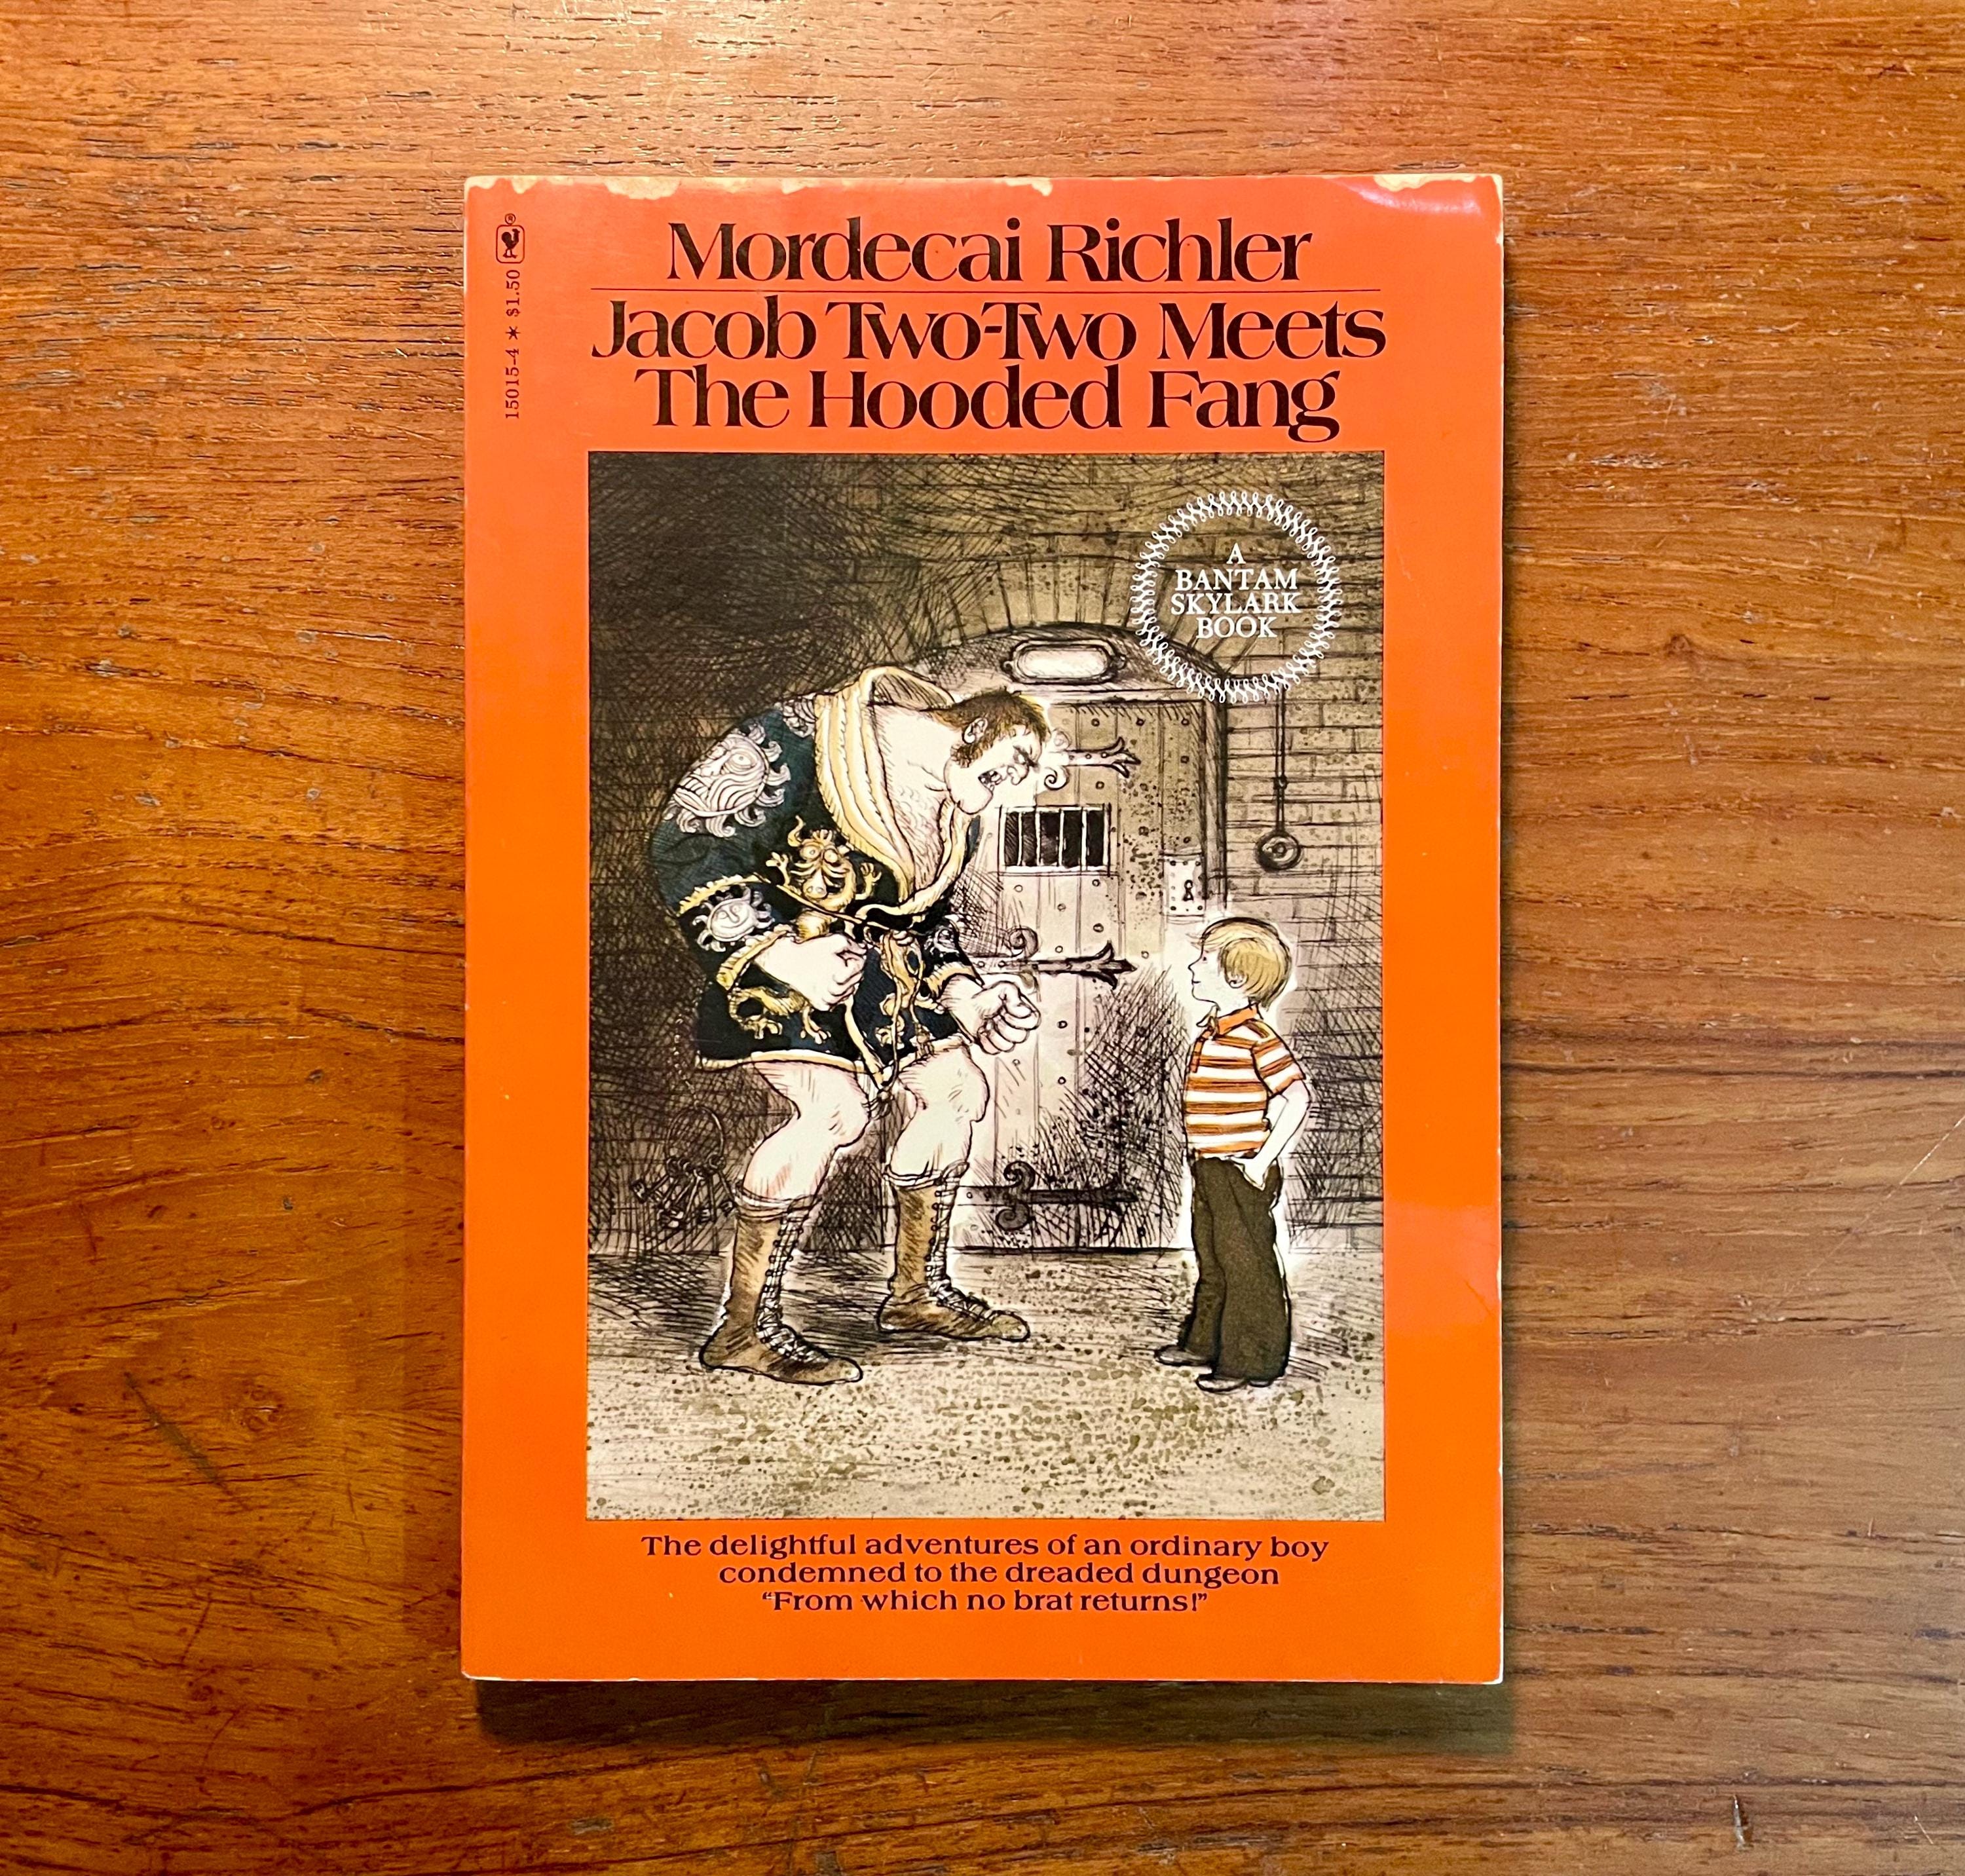 Mordecai Richler
Jacob Two-Two Meets
The Hooded Fang
15015-4 * $1.50
®
A
BANTAM
SKYLARK
BOOK
The delightful adventures of an ordinary boy
condemned to the dreaded dungeon
“From which no brat returns!”